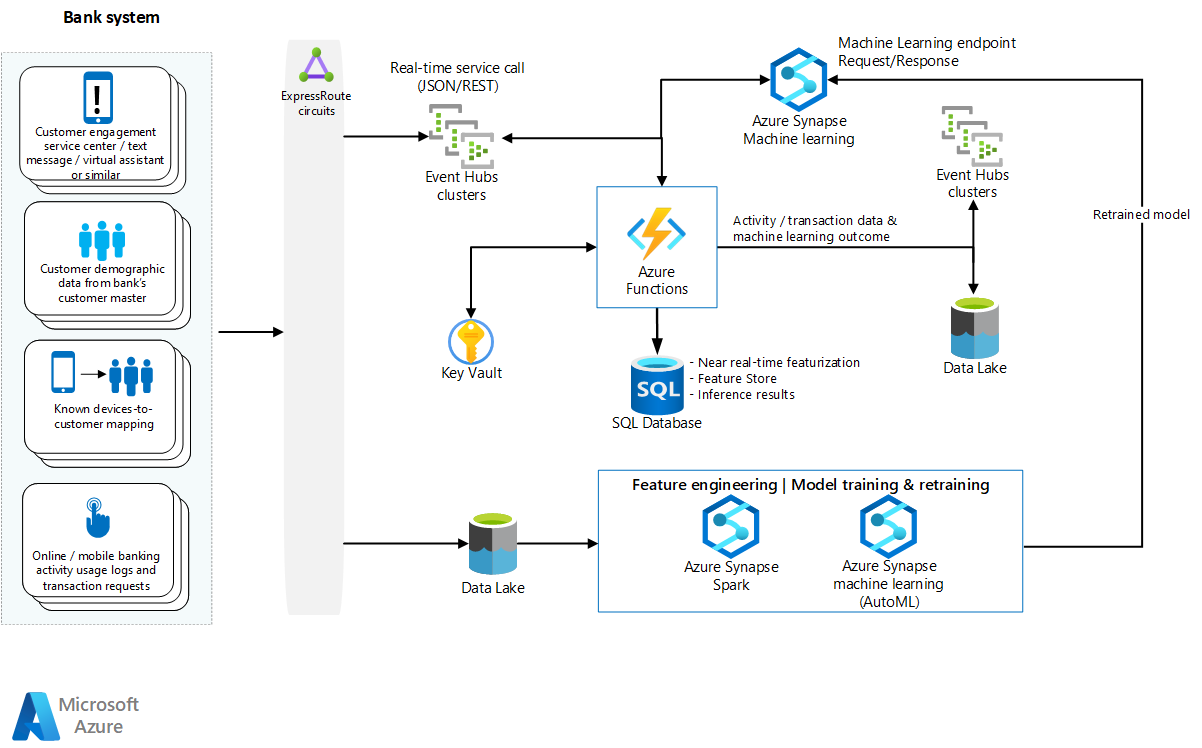 Bank system
Customer engagement
service center / text
message / virtual assistant
or similar
Customer demographic
data from bank's
customer master
Known devices-to-
customer mapping
Online / mobile banking
activity usage logs and
transaction requests
ExpressRoute
circuits
Real-time service call
(JSON/REST)
Event Hubs
clusters
Machine Learning endpoint
Request/Response
Azure Synapse
Machine learning
Event Hubs
clusters
Retrained model
Azure
Functions
Activity / transaction data &
machine learning outcome
Key Vault
SQL
SQL Database
- Near real-time featurization
- Feature Store
- Inference results
Data Lake
Data Lake
Feature engineering | Model training & retraining
Azure Synapse
Spark
Azure Synapse
machine learning
(AutoML)
Microsoft
Azure